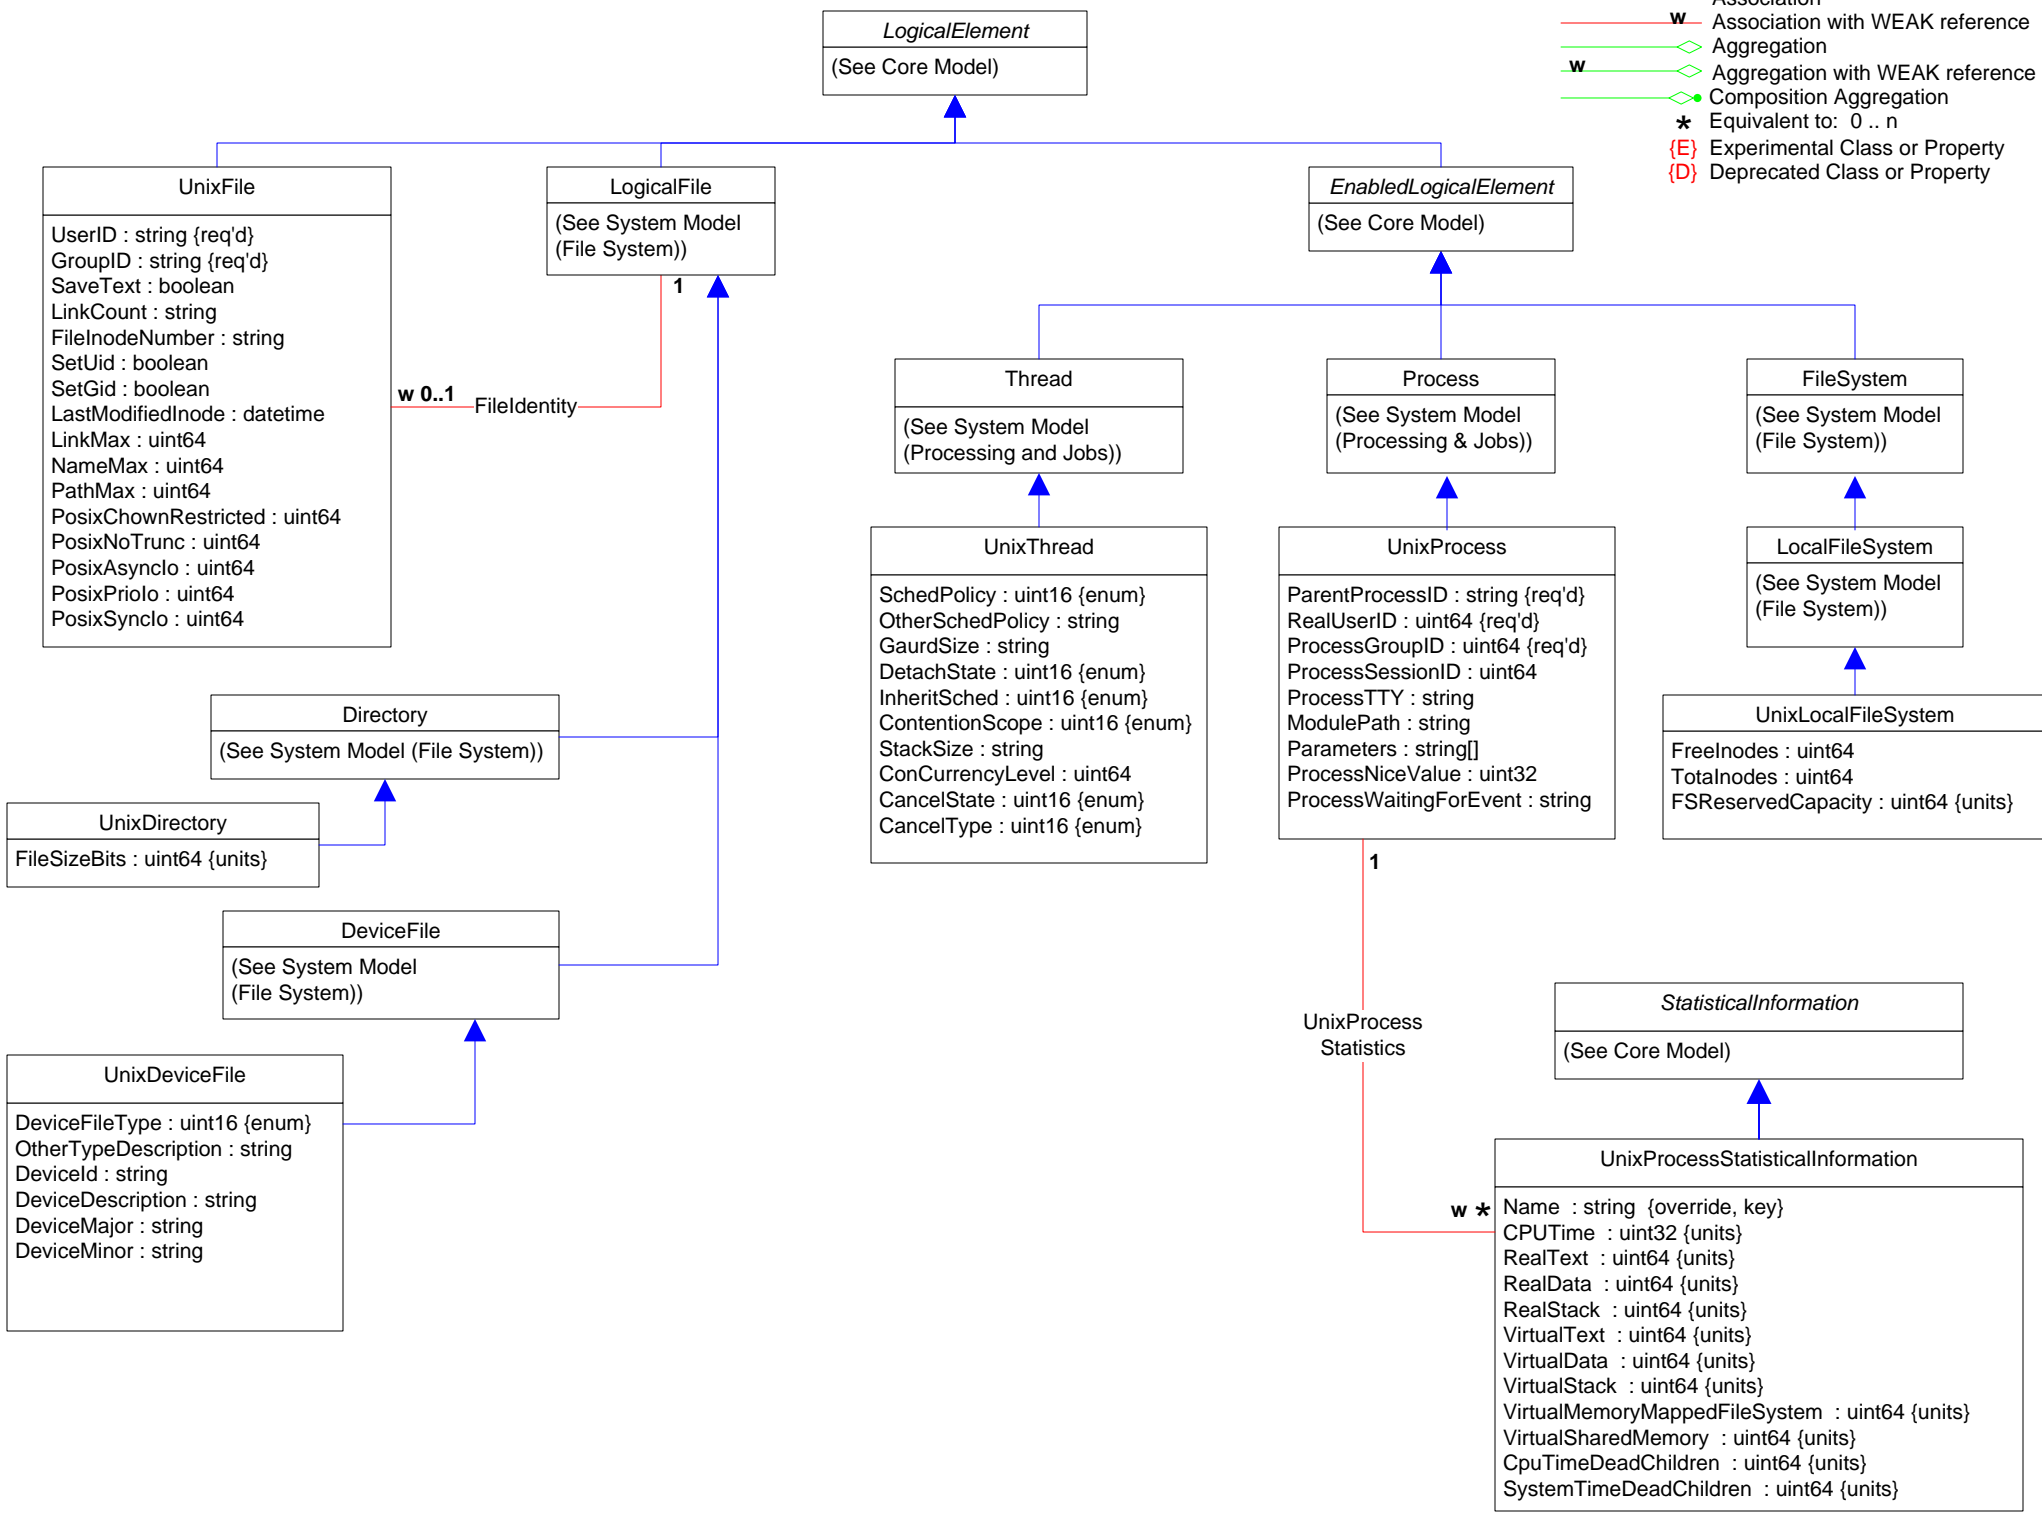 Association
w Association with WEAK reference
Aggregation
w Aggregation with WEAK reference
Composition Aggregation
* Equivalent to: 0 .. n
{E} Experimental Class or Property
{D} Deprecated Class or Property
LogicalElement
(See Core Model)
UnixFile
UserID : string {req'd}
GroupID : string {req'd}
SaveText : boolean
LinkCount : string
FileInodeNumber : string
SetUid : boolean
SetGid : boolean
LastModifiedInode : datetime
LinkMax : uint64
NameMax : uint64
PathMax : uint64
PosixChownRestricted : uint64
PosixNoTrunc : uint64
PosixAsyncIo : uint64
PosixPrioIo : uint64
PosixSyncIo : uint64
LogicalFile
(See System Model
(File System))
1
w 0..1 FileIdentity
EnabledLogicalElement
(See Core Model)
Thread
(See System Model
(Processing and Jobs))
Process
(See System Model
(Processing & Jobs))
FileSystem
(See System Model
(File System))
UnixThread
SchedPolicy : uint16 {enum}
OtherSchedPolicy : string
GaurdSize : string
DetachState : uint16 {enum}
InheritSched : uint16 {enum}
ContentionScope : uint16 {enum}
StackSize : string
ConCurrencyLevel : uint64
CancelState : uint16 {enum}
CancelType : uint16 {enum}
UnixProcess
ParentProcessID : string {req'd}
RealUserID : uint64 {req'd}
ProcessGroupID : uint64 {req'd}
ProcessSessionID : uint64
ProcessTTY : string
ModulePath : string
Parameters : string[]
ProcessNiceValue : uint32
ProcessWaitingForEvent : string
LocalFileSystem
(See System Model
(File System))
UnixLocalFileSystem
FreeInodes : uint64
TotalInodes : uint64
FSReservedCapacity : uint64 {units}
Directory
(See System Model (File System))
UnixDirectory
FileSizeBits : uint64 {units}
DeviceFile
(See System Model
(File System))
UnixDeviceFile
DeviceFileType : uint16 {enum}
OtherTypeDescription : string
DeviceId : string
DeviceDescription : string
DeviceMajor : string
DeviceMinor : string
1
UnixProcess
Statistics
w *
StatisticalInformation
(See Core Model)
UnixProcessStatisticalInformation
Name : string {override, key}
CPUTime : uint32 {units}
RealText : uint64 {units}
RealData : uint64 {units}
RealStack : uint64 {units}
VirtualText : uint64 {units}
VirtualData : uint64 {units}
VirtualStack : uint64 {units}
VirtualMemoryMappedFileSystem : uint64 {units}
VirtualSharedMemory : uint64 {units}
CpuTimeDeadChildren : uint64 {units}
SystemTimeDeadChildren : uint64 {units}